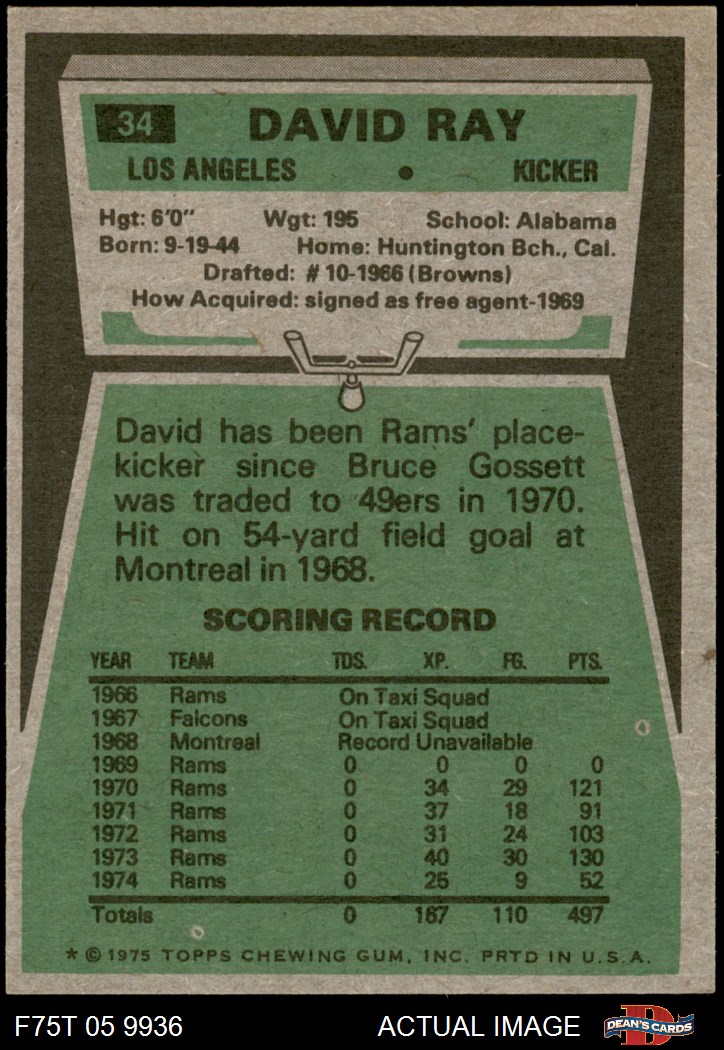 34 DAVID RAY
LOS ANGELES • KICKER
Hgt: 6'0" Wgt: 195 School: Alabama
Born: 9-19-44 Home: Huntington Bch., Cal.
Drafted: #10-1966 (Browns)
How Acquired: signed as free agent-1969
David has been Rams' place-
kicker since Bruce Gossett
was traded to 49ers in 1970.
Hit on 54-yard field goal at
Montreal in 1968.
SCORING RECORD
YEAR TEAM TDS. XP. FG. PTS.
1966 Rams On Taxi Squad
1967 Falcons On Taxi Squad
1968 Montreal Record Unavailable
1969 Rams 0 0 0 0
1970 Rams 0 34 29 121
1971 Rams 0 37 18 91
1972 Rams 0 31 24 103
1973 Rams 0 40 30 130
1974 Rams 0 25 9 52
Totals 0 167 110 497
* © 1975 TOPPS CHEWING GUM, INC. PRTD IN U.S.A.
F75T 05 9936 ACTUAL IMAGE D DEAN'S CARDS